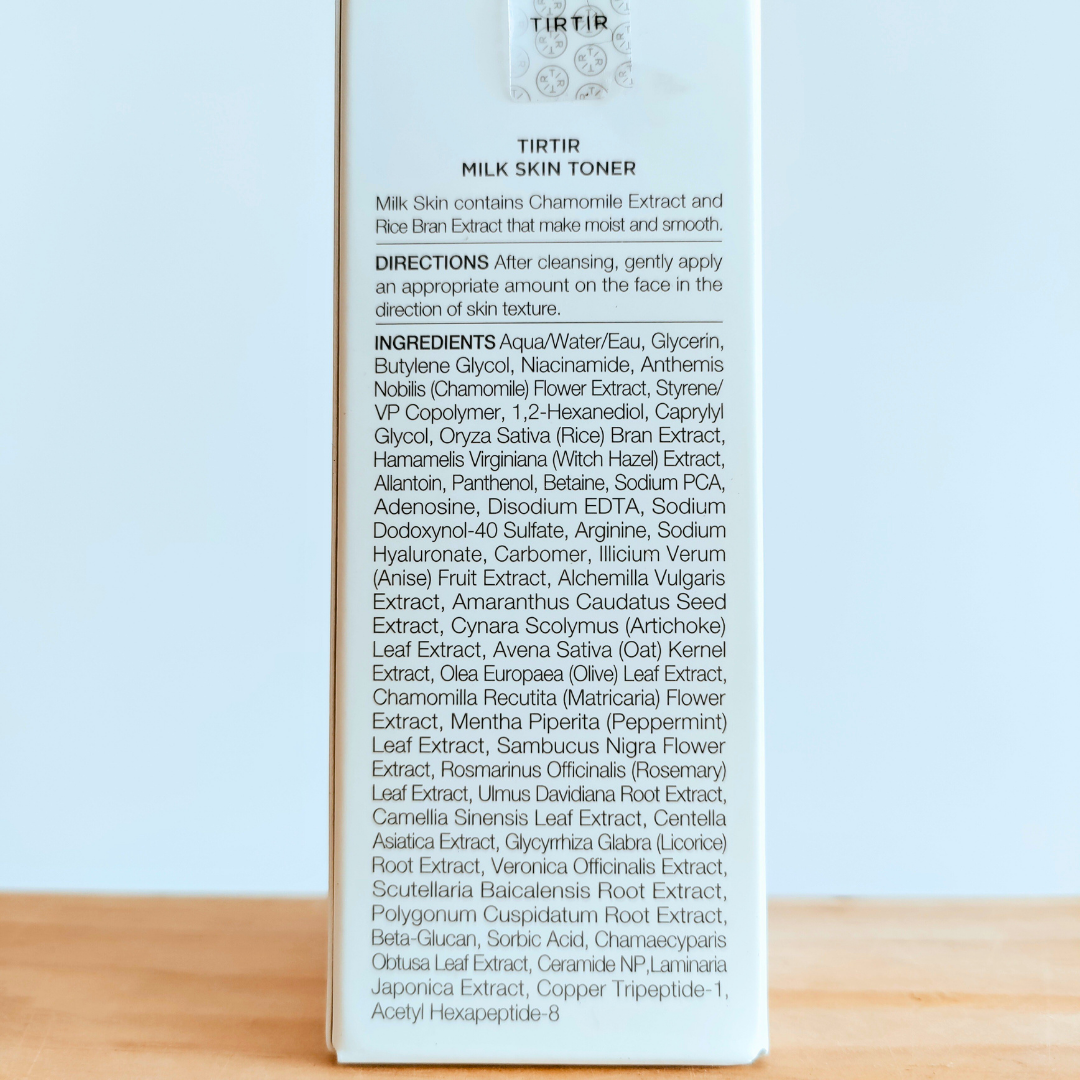 TIRTIR
TIRTIR
MILK SKIN TONER
Milk Skin contains Chamomile Extract and
Rice Bran Extract that make moist and smooth.
DIRECTIONS After cleansing, gently apply
an appropriate amount on the face in the
direction of skin texture.
INGREDIENTS Aqua/Water/Eau, Glycerin,
Butylene Glycol, Niacinamide, Anthemis
Nobilis (Chamomile) Flower Extract, Styrene/
VP Copolymer, 1,2-Hexanediol, Caprylyl
Glycol, Oryza Sativa (Rice) Bran Extract,
Hamamelis Virginiana (Witch Hazel) Extract,
Allantoin, Panthenol, Betaine, Sodium PCA,
Adenosine, Disodium EDTA, Sodium
Dodoxynol-40 Sulfate, Arginine, Sodium
Hyaluronate, Carbomer, Illicium Verum
(Anise) Fruit Extract, Alchemilla Vulgaris
Extract, Amaranthus Caudatus Seed
Extract, Cynara Scolymus (Artichoke)
Leaf Extract, Avena Sativa (Oat) Kernel
Extract, Olea Europaea (Olive) Leaf Extract,
Chamomilla Recutita (Matricaria) Flower
Extract, Mentha Piperita (Peppermint)
Leaf Extract, Sambucus Nigra Flower
Extract, Rosmarinus Officinalis (Rosemary)
Leaf Extract, Ulmus Davidiana Root Extract,
Camellia Sinensis Leaf Extract, Centella
Asiatica Extract, Glycyrrhiza Glabra (Licorice)
Root Extract, Veronica Officinalis Extract,
Scutellaria Baicalensis Root Extract,
Polygonum Cuspidatum Root Extract,
Beta-Glucan, Sorbic Acid, Chamaecyparis
Obtusa Leaf Extract, Ceramide NP,Laminaria
Japonica Extract, Copper Tripeptide-1,
Acetyl Hexapeptide-8